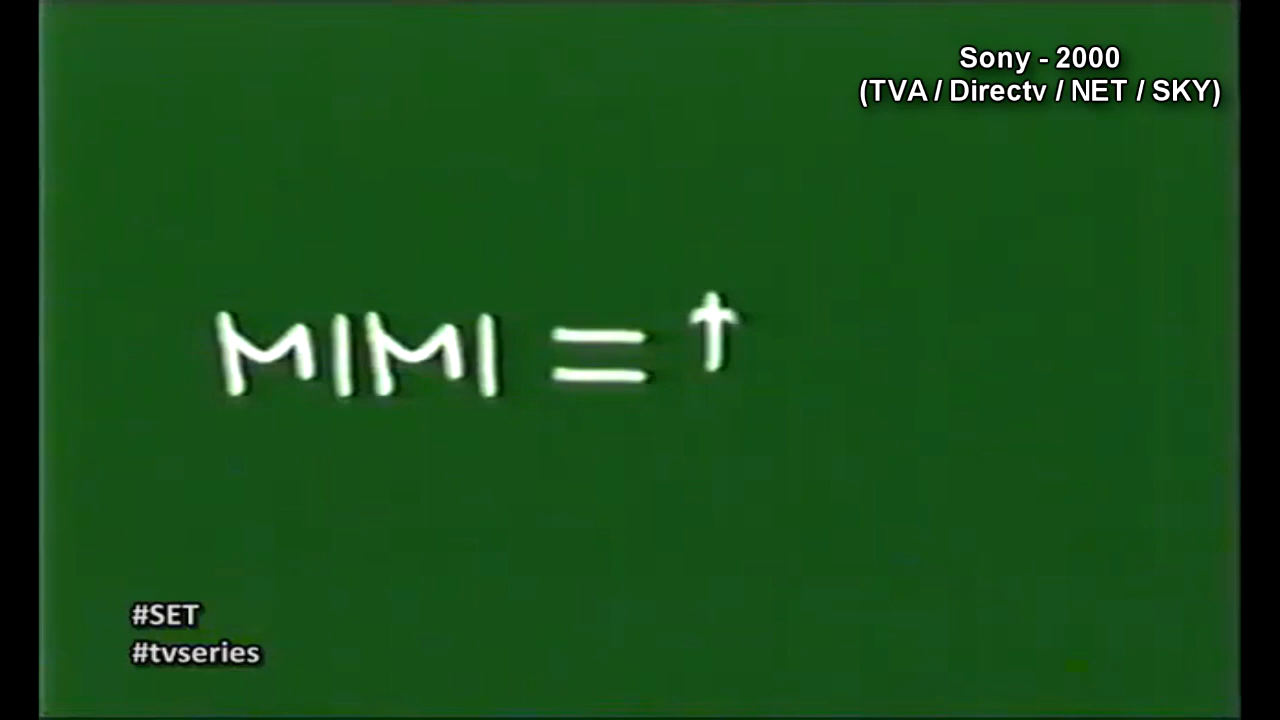 Sony - 2000
(TVA / Directv / NET / SKY)
MIMI = †
#SET
#tvseries